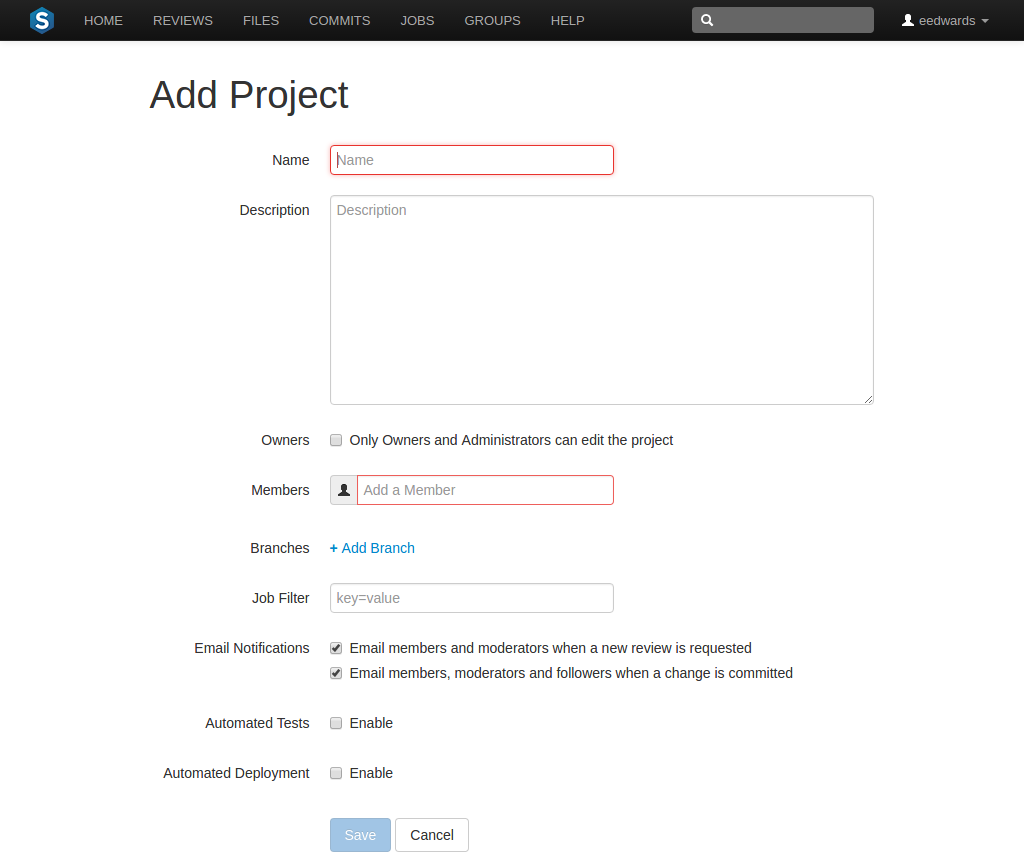 S HOME REVIEWS FILES COMMITS JOBS GROUPS HELP eedwards
Add Project
Name Name
Description Description
Owners Only Owners and Administrators can edit the project
Members Add a Member
Branches + Add Branch
Job Filter key=value
Email Notifications Email members and moderators when a new review is requested
Email members, moderators and followers when a change is committed
Automated Tests Enable
Automated Deployment Enable
Save Cancel